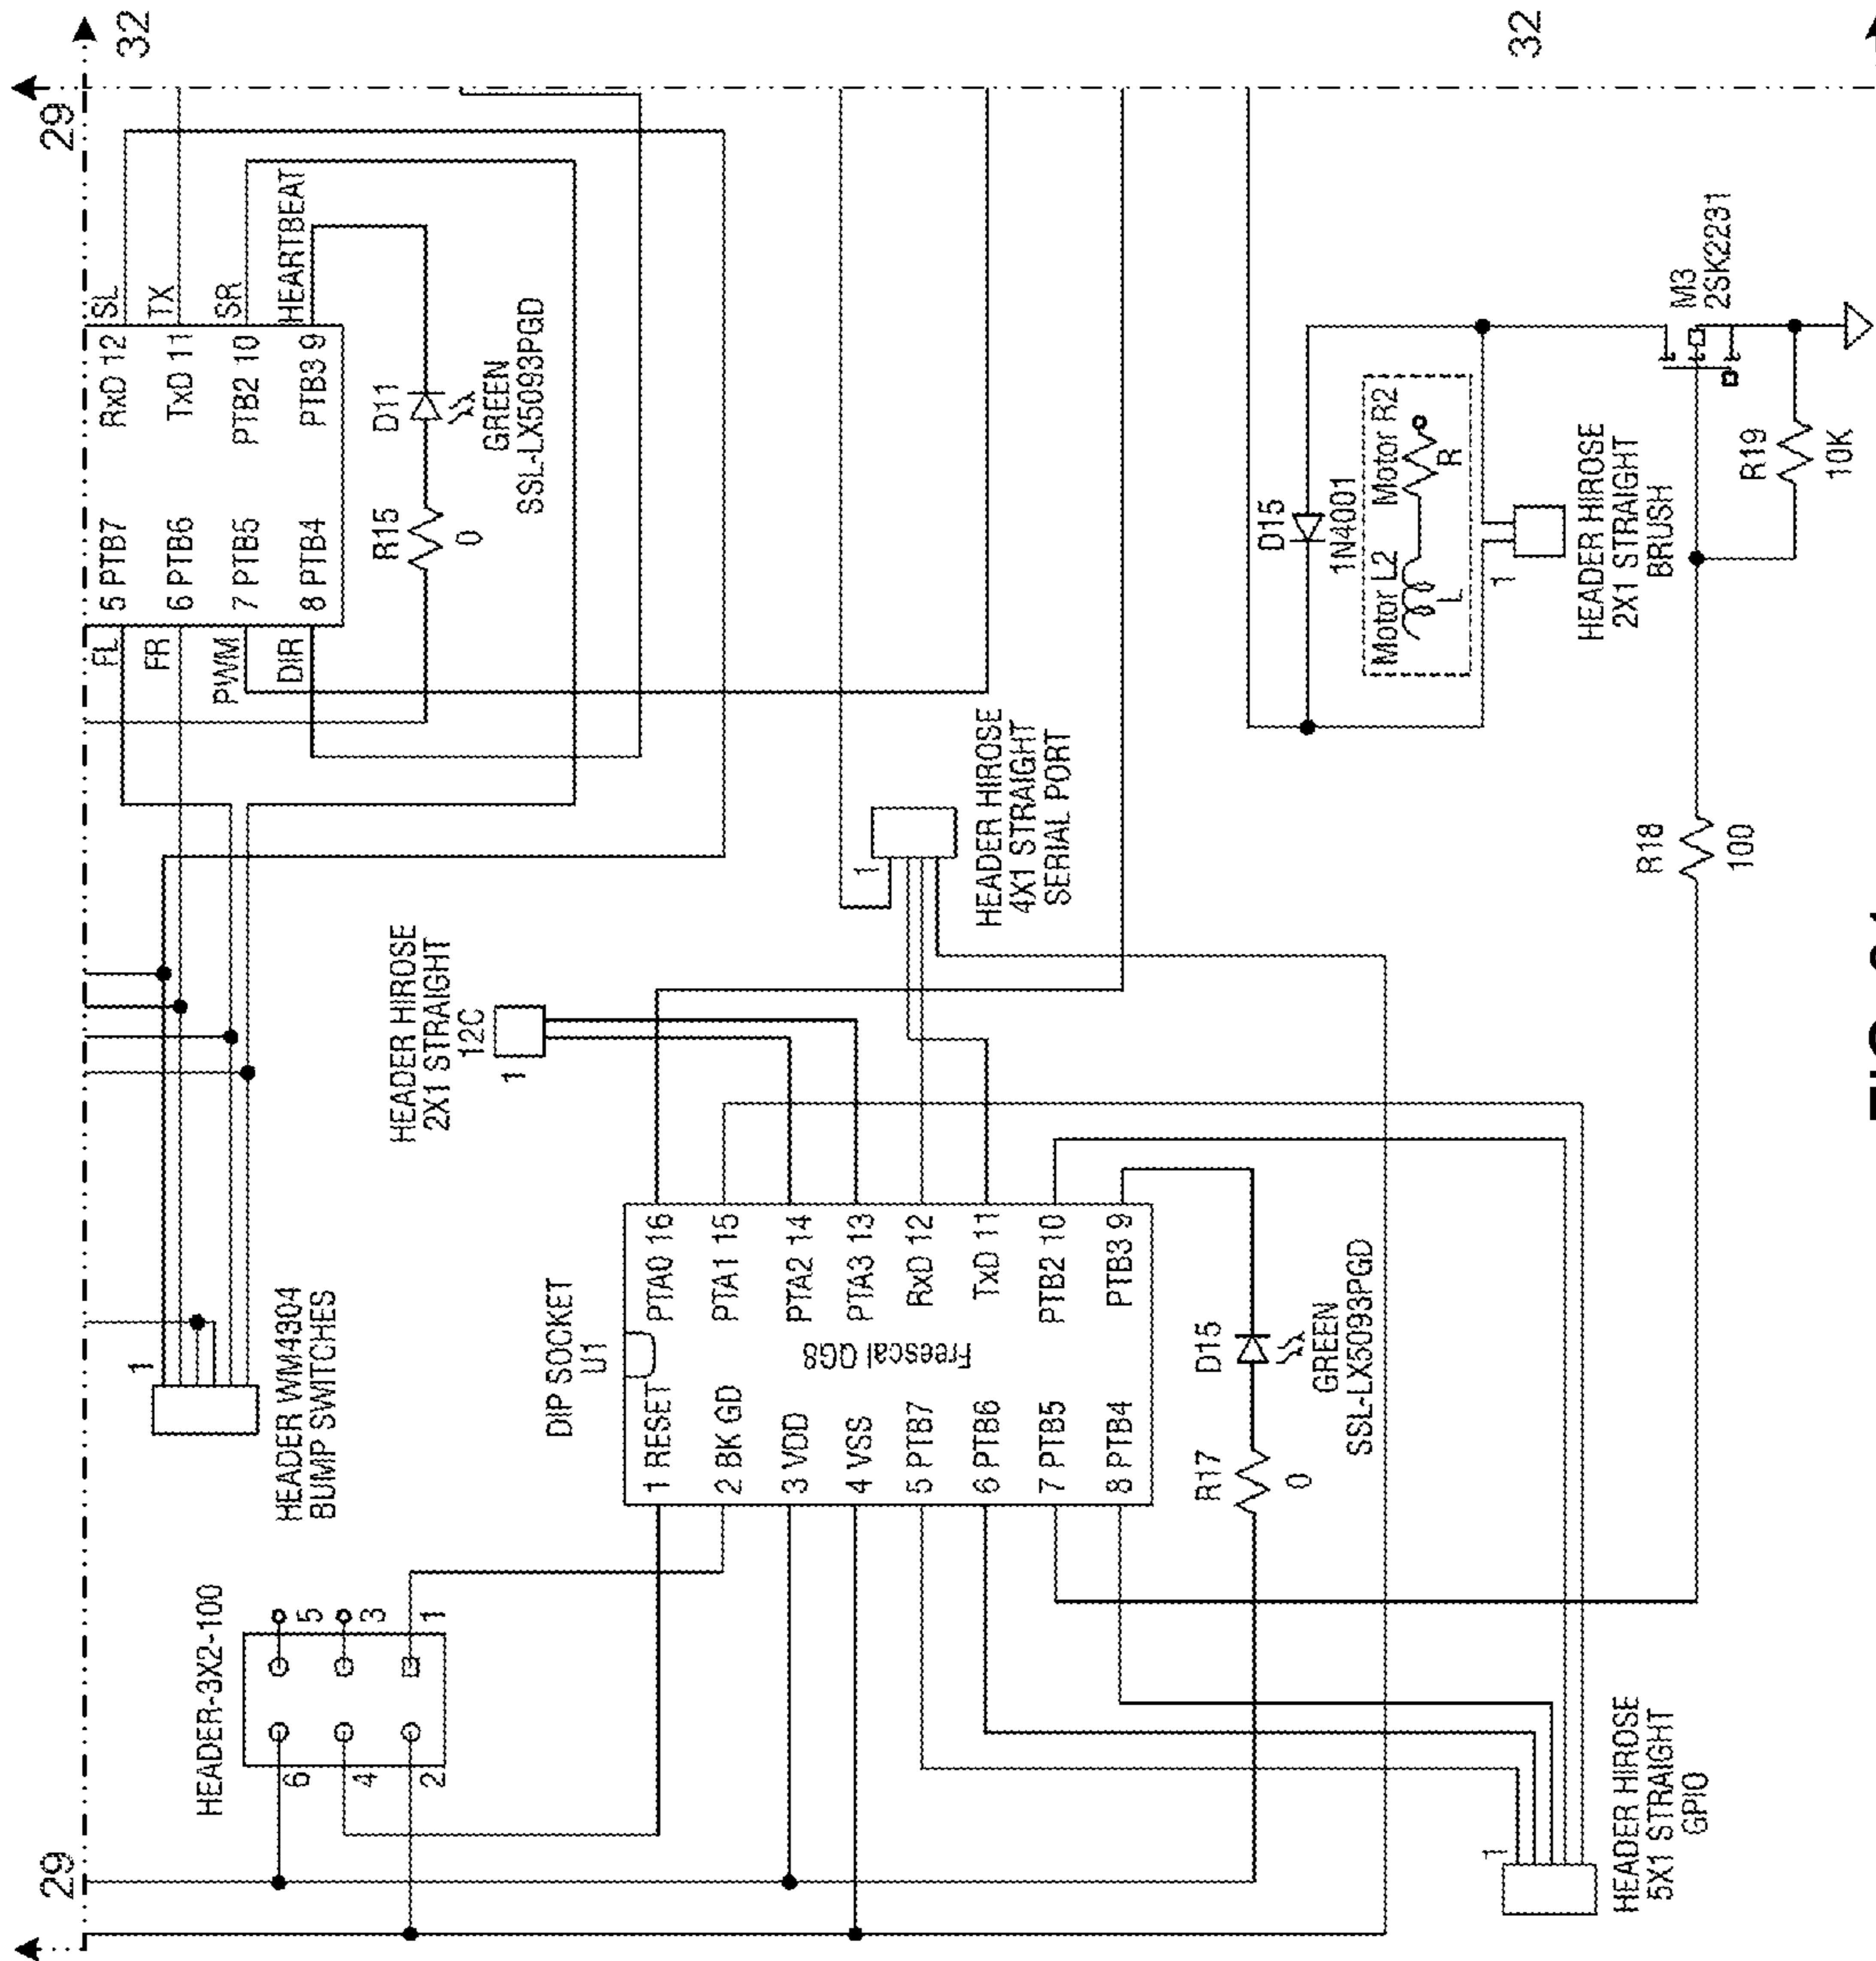 29
29
32
32
HEADER-3X2-100
6
5
4
3
2
1
HEADER WM4304
BUMP SWITCHES
1
FL
5 PTB7
RxD 12
SL
FR
6 PTB6
TxD 11
TX
PWM
7 PTB5
PTB2 10
SR
DIR
8 PTB4
PTB3 9
HEARTBEAT
R15
0
D11
GREEN
SSL-LX5093PGD
HEADER HIROSE
2X1 STRAIGHT
12C
1
DIP SOCKET
U1
1 RESET
PTA0 16
2 BK GD
PTA1 15
3 VDD
PTA2 14
4 VSS
PTA3 13
5 PTB7
RxD 12
6 PTB6
TxD 11
7 PTB5
PTB2 10
8 PTB4
PTB3 9
Freescal QG8
R17
0
D15
GREEN
SSL-LX5093PGD
1
HEADER HIROSE
4X1 STRAIGHT
SERIAL PORT
D15
1N4001
Motor L2
Motor R2
L
R
1
HEADER HIROSE
2X1 STRAIGHT
BRUSH
R18
100
M3
2SK2231
R19
10K
1
HEADER HIROSE
5X1 STRAIGHT
GPIO